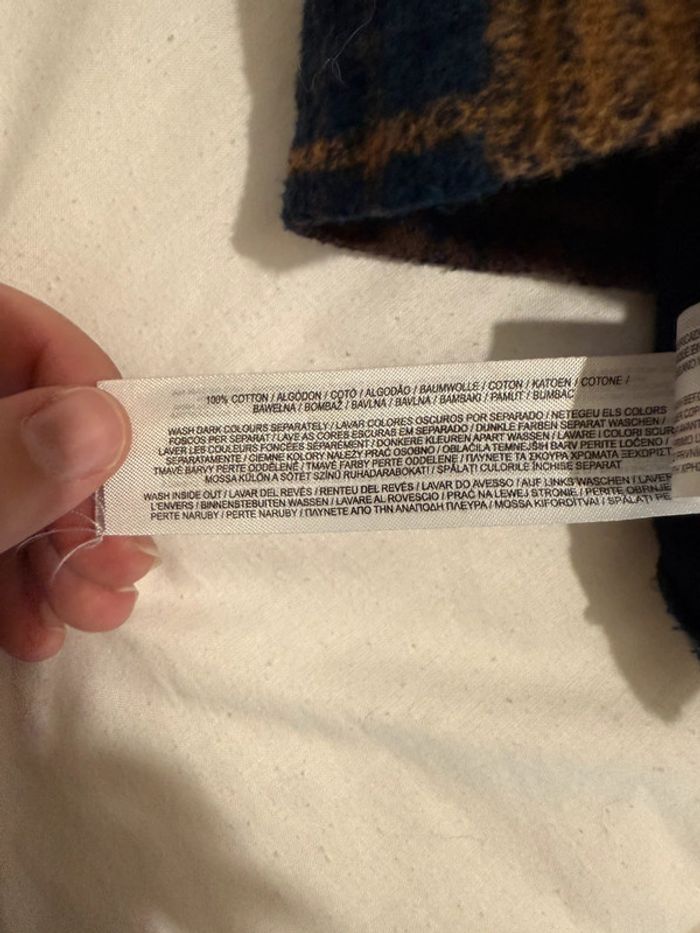 100% COTTON / ALGODON / COTÓ / ALGODÃO / BAUMWOLLE / COTON / KATOEN / COTONE /
BAWEŁNA / BOMBAŽ / BAVLNA / BAVLNA / BAMBAKI / PAMUT / BUMBAC
WASH DARK COLOURS SEPARATELY / LAVAR COLORES OSCUROS POR SEPARADO / NETEGEU ELS COLORS
FOSCOS PER SEPARAT / LAVE AS CORES ESCURAS EM SEPARADO / DUNKLE FARBEN SEPARAT WASCHEN /
LAVER LES COULEURS FONCÉES SÉPARÉMENT / DONKERE KLEUREN APART WASSEN / LAVARE I COLORI SCURI
SEPARATAMENTE / CIEMNE KOLORY NALEŻY PRAĆ OSOBNO / OBLAČILA TEMNEJŠIH BARV PERITE LOČENO /
TMAVÉ BARVY PERTE ODDĚLENĚ / TMAVÉ FARBY PERTE ODDELENE / ΠΛΥΝΕΤΕ ΤΑ ΣΚΟΥΡΑ ΧΡΩΜΑΤΑ ΞΕΧΩΡΙΣΤ
MOSSA KÜLÖN A SÖTÉT SZÍNŰ RUHADARABOKAT! / SPĂLAȚI CULORILE ÎNCHISE SEPARAT
WASH INSIDE OUT / LAVAR DEL REVÉS / RENTEU DEL REVÉS / LAVAR DO AVESSO / AUF LINKS WASCHEN / LAVER
L'ENVERS / BINNENSTEBUITEN WASSEN / LAVARE AL ROVESCIO / PRAĆ NA LEWEJ STRONIE / PERITE OBRNJE
PERTE NARUBY / PERTE NARUBY / ΠΛΥΝΕΤΕ ΑΠΟ ΤΗΝ ΑΝΑΠΟΔΗ ΠΛΕΥΡΑ / MOSSA KIFORDÍTVA! / SPĂLAȚI PE